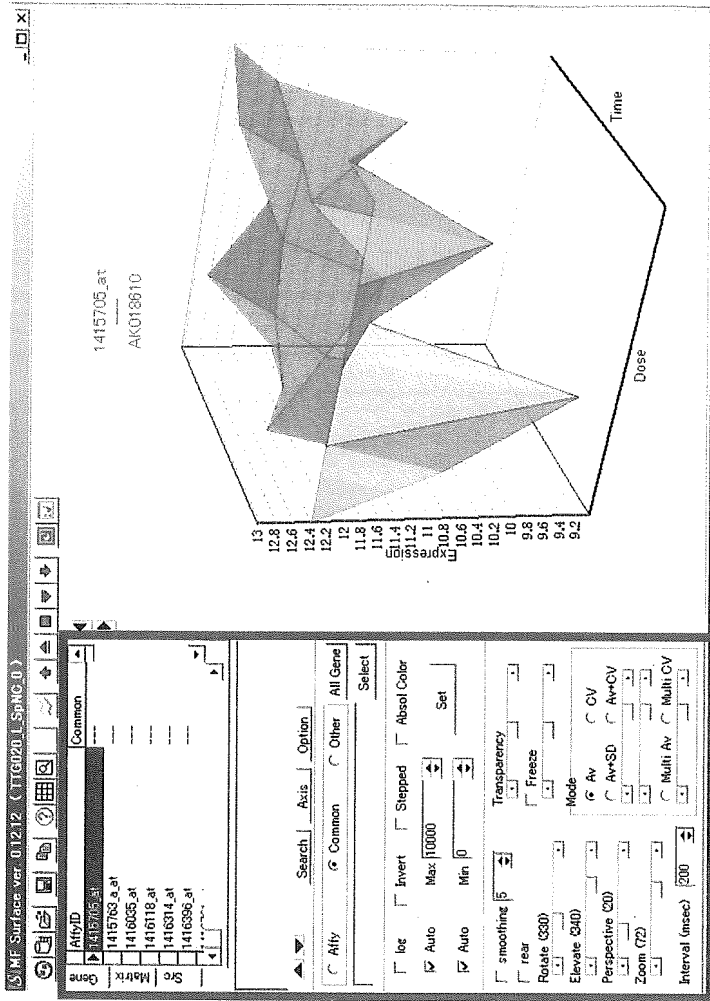 MF Surface ver. 0.12.12 ( TTG020_L_SpNC_0 )
Gene
Matrix
Src
AffyID Common
1415705_at ---
1415763_a_at ---
1416035_at ---
1416118_at ---
1416314_at ---
1416396_at ---
Search Axis Option
Affy Common Other All Gene
Select
log Invert Stepped Absol Color
Auto Max 10000 Set
Auto Min 0
smoothing 5
rear
Rotate (330)
Elevate (340)
Perspective (20)
Zoom (72)
Interval (msec) 200
Transparency
Freeze
Mode
Av CV
Av+SD Av+CV
Multi Av Multi CV
1415705_at
AK018610
Expression
13
12.8
12.6
12.4
12.2
12
11.8
11.6
11.4
11.2
11
10.8
10.6
10.4
10.2
10
9.8
9.6
9.4
9.2
Dose
Time